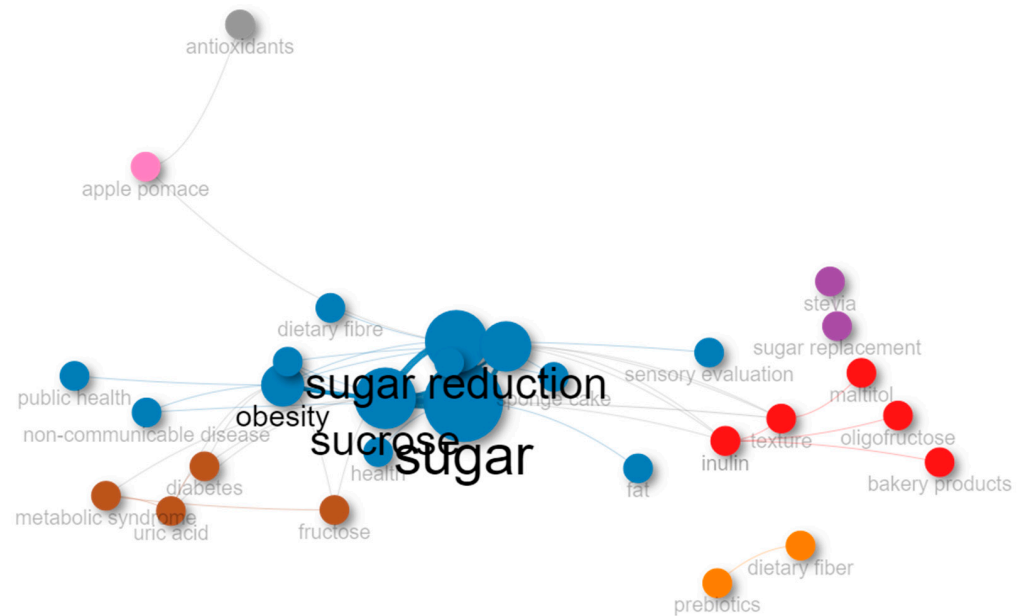 antioxidants
apple pomace
stevia
dietary fibre
sugar replacement
sensory evaluation
sugar reduction
public health
maltitol
sponge cake
obesity
non-communicable disease
texture
oligofructose
sucrose
sugar
inulin
health
bakery products
diabetes
fat
metabolic syndrome
uric acid
fructose
dietary fiber
prebiotics